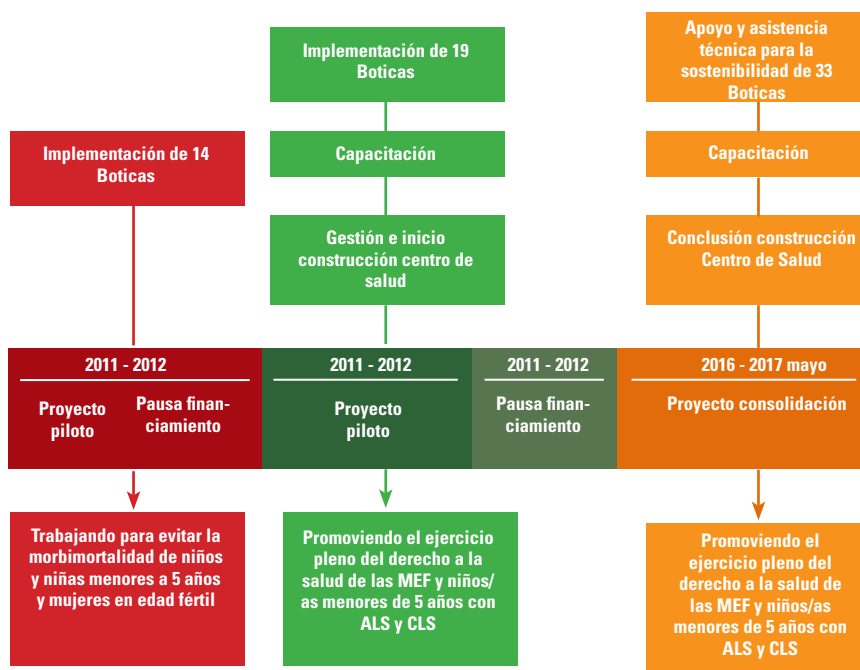 Implementación de 14
Boticas
Implementación de 19
Boticas
Capacitación
Gestión e inicio
construcción centro de
salud
Apoyo y asistencia
técnica para la
sostenibilidad de 33
Boticas
Capacitación
Conclusión construcción
Centro de Salud
2011 - 2012
Proyecto
piloto
Pausa finan-
ciamiento
2011 - 2012
Proyecto
piloto
2011 - 2012
Pausa finan-
ciamiento
2016 - 2017 mayo
Proyecto consolidación
Trabajando para evitar la
morbimortalidad de niños
y niñas menores a 5 años
y mujeres en edad fértil
Promoviendo el ejercicio
pleno del derecho a la
salud de las MEF y niños/
as menores de 5 años con
ALS y CLS
Promoviendo el
ejercicio pleno del
derecho a la salud de
las MEF y niños/as
menores de 5 años con
ALS y CLS